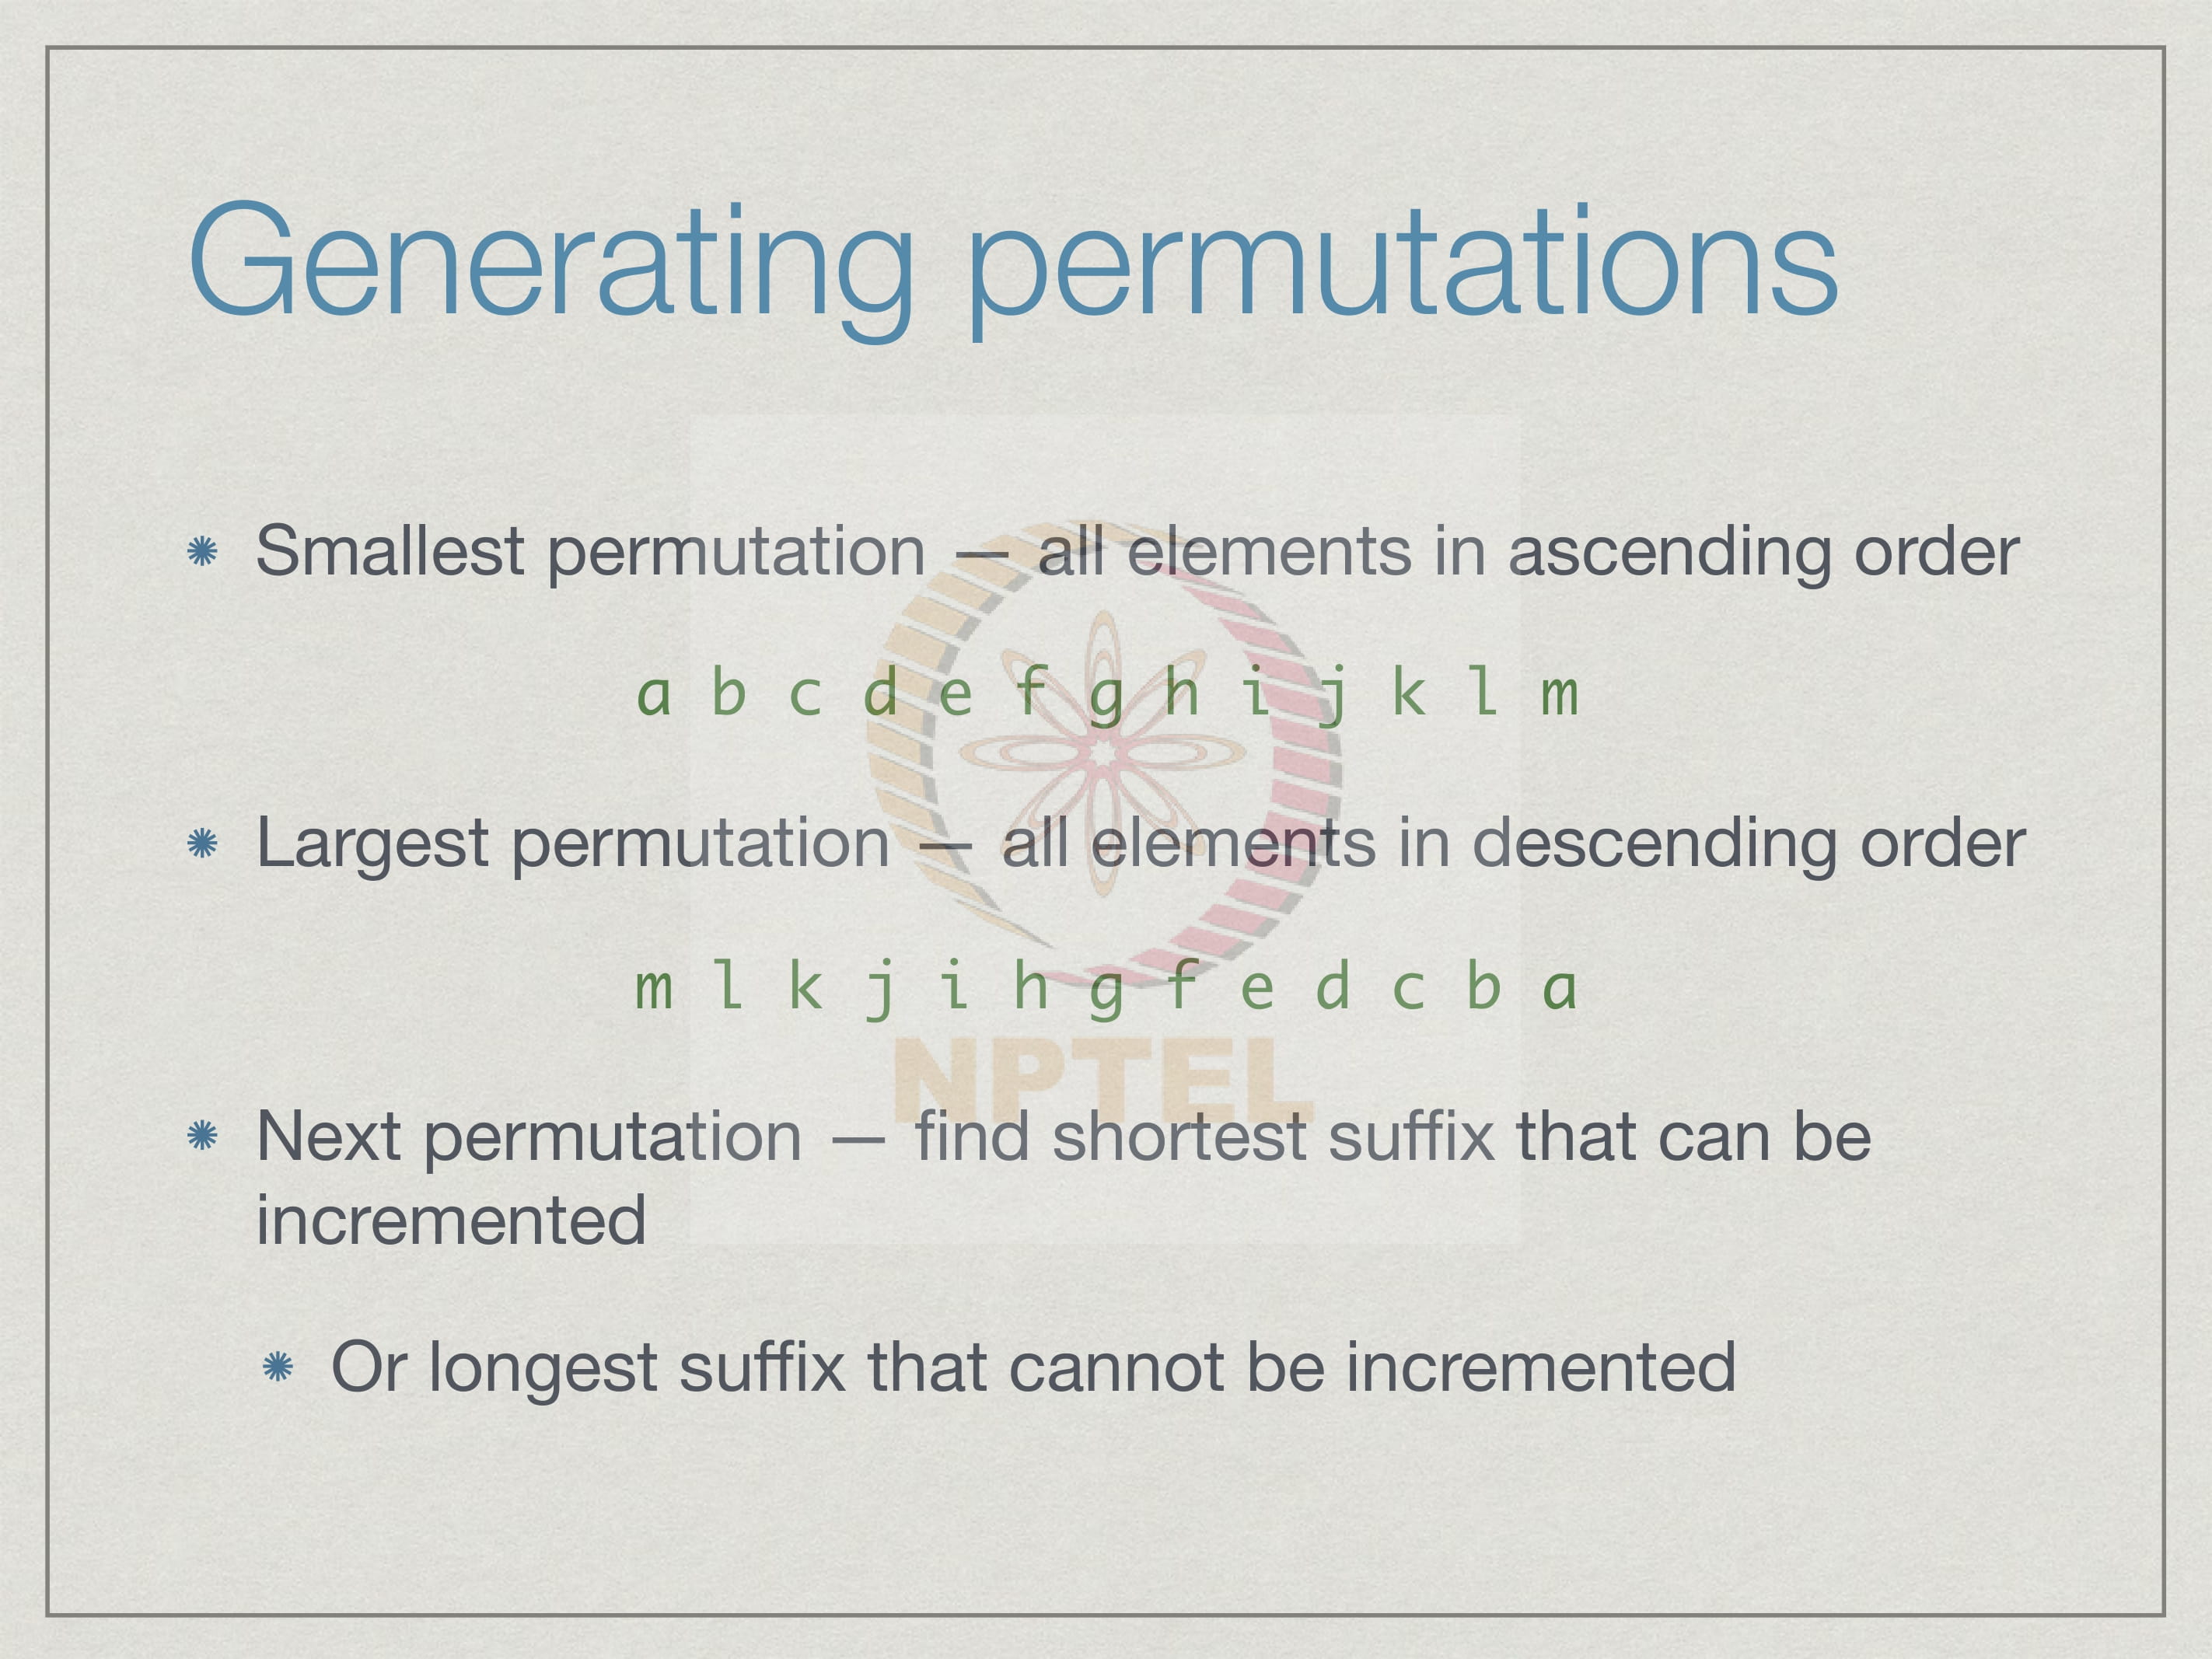 Generating permutations
Smallest permutation — all elements in ascending order
a b c d e f g h i j k l m
Largest permutation — all elements in descending order
m l k j i h g f e d c b a
NPTEL
Next permutation — find shortest suffix that can be
incremented
Or longest suffix that cannot be incremented